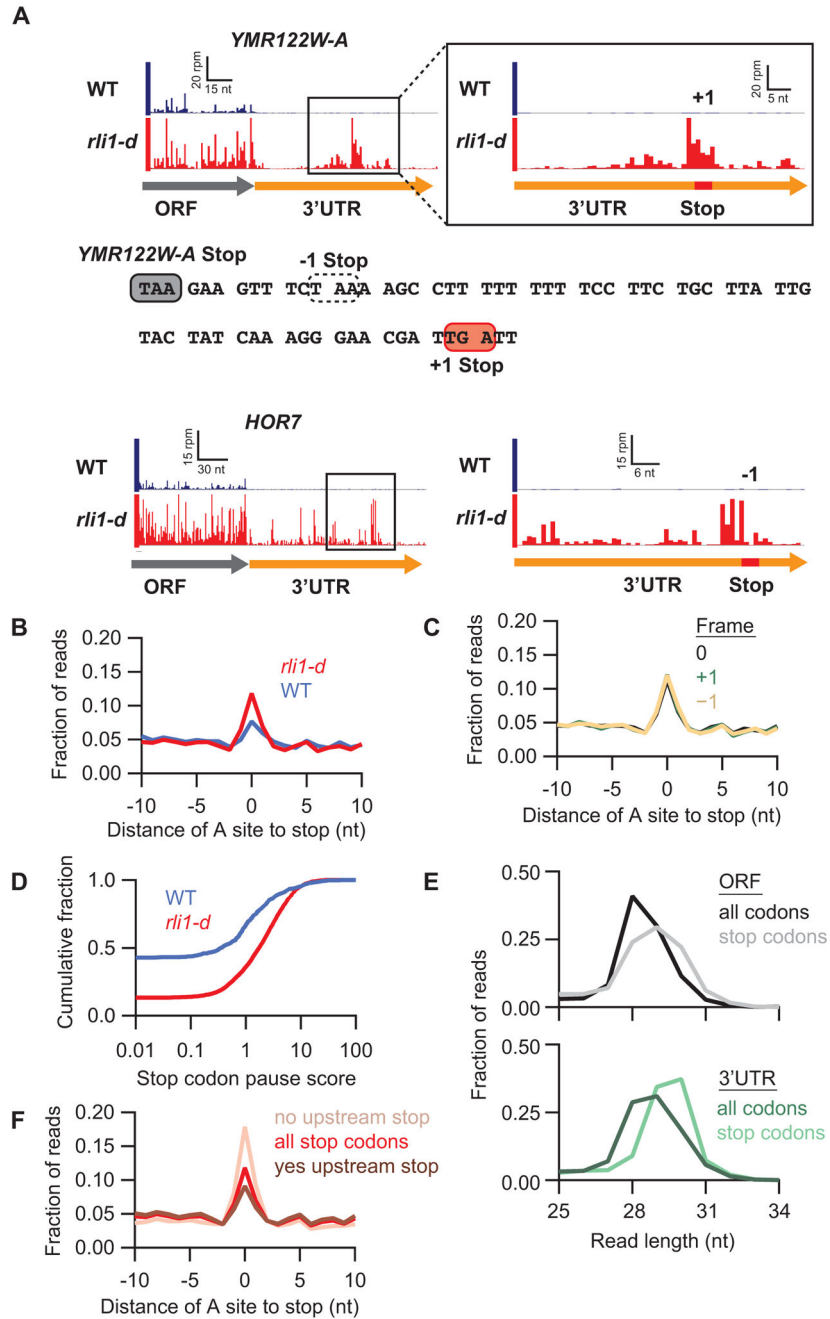 A
YMR122W-A
WT
20 rpm
15 nt
rli1-d
ORF
3'UTR
WT
+1
20 rpm
5 nt
rli1-d
3'UTR
Stop
YMR122W-A Stop
-1 Stop
TAA GAA GTT TCT AAA AGC CTT TTT TTT TCC TTC TGC TTA TTG
TAC TAT CAA AGG GAA CGA TTG ATT
+1 Stop
HOR7
WT
15 rpm
30 nt
rli1-d
ORF
3'UTR
WT
15 rpm
6 nt
-1
rli1-d
3'UTR
Stop
B
Fraction of reads
0.20
0.15
0.10
0.05
0.00
rli1-d
WT
-10 -5 0 5 10
Distance of A site to stop (nt)
C
Fraction of reads
0.20
0.15
0.10
0.05
0.00
Frame
0
+1
−1
-10 -5 0 5 10
Distance of A site to stop (nt)
D
Cumulative fraction
1.0
0.5
0.0
WT
rli1-d
0.01 0.1 1 10 100
Stop codon pause score
E
Fraction of reads
0.50
0.25
0.00
ORF
all codons
stop codons
0.50
0.25
0.00
3'UTR
all codons
stop codons
25 28 31 34
Read length (nt)
F
Fraction of reads
0.20
0.15
0.10
0.05
0.00
no upstream stop
all stop codons
yes upstream stop
-10 -5 0 5 10
Distance of A site to stop (nt)